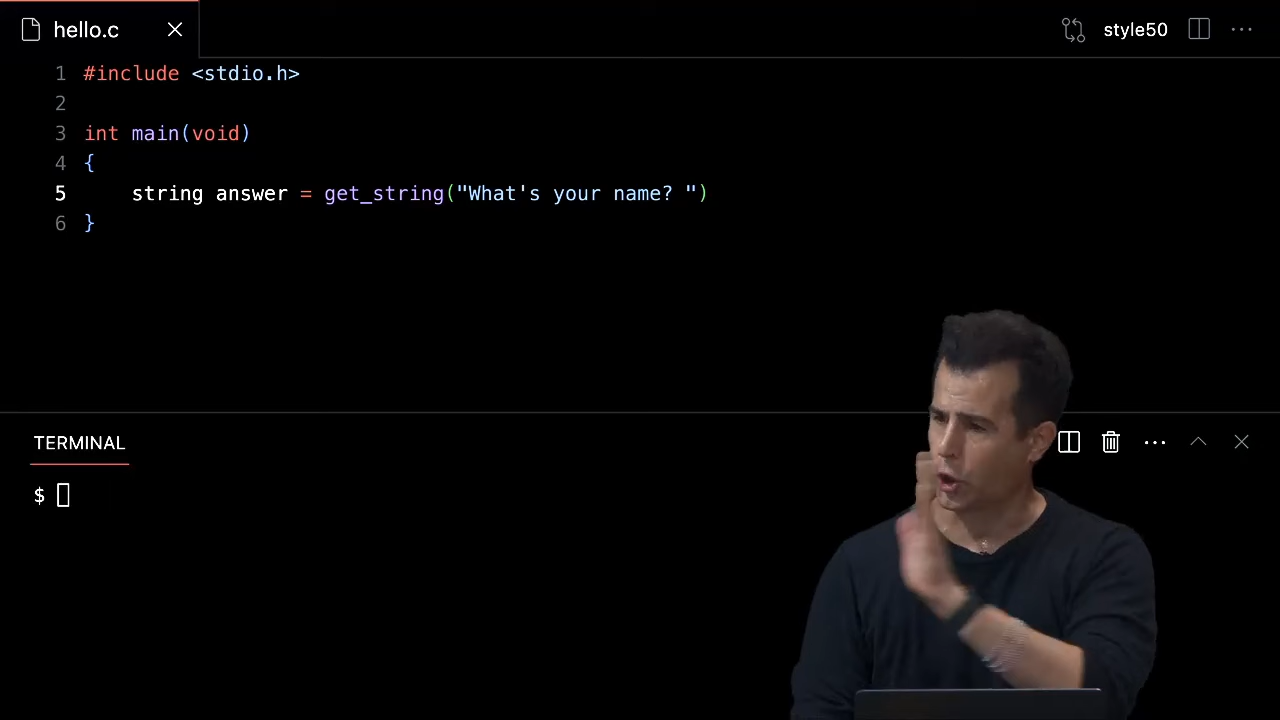 hello.c
style50
1 #include <stdio.h>
2
3 int main(void)
4 {
5     string answer = get_string("What's your name? ")
6 }
TERMINAL
$